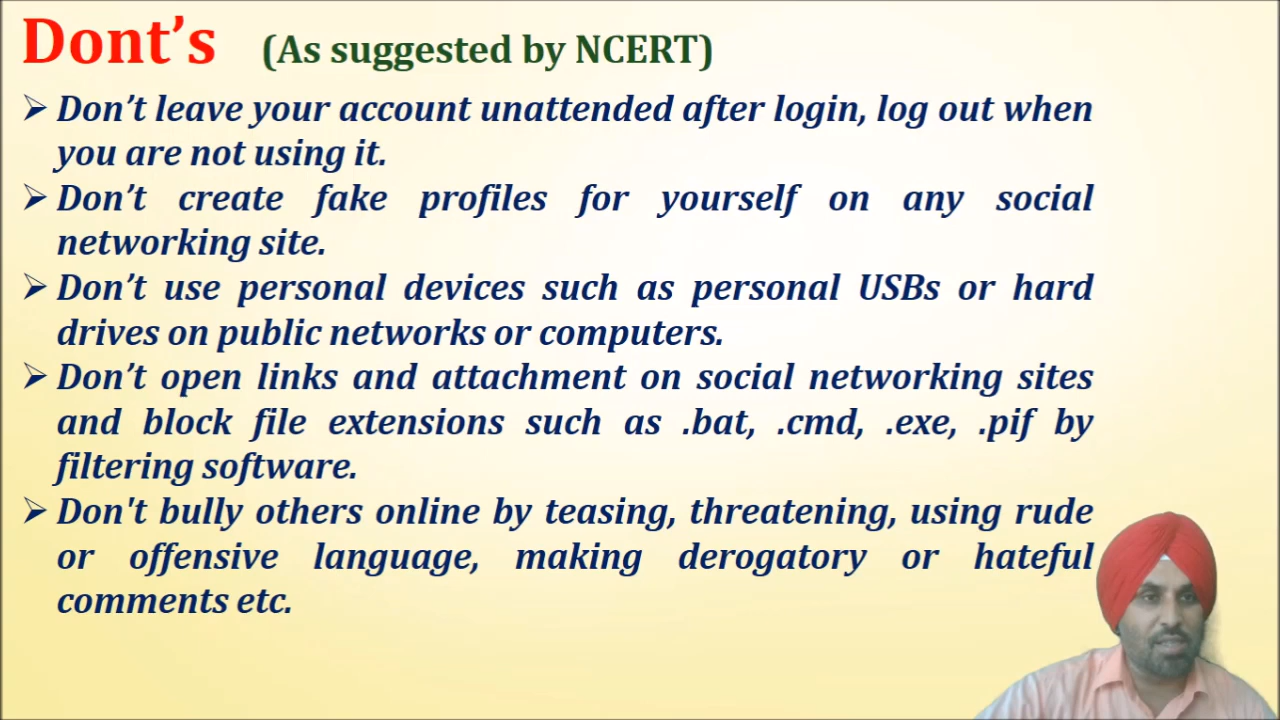 Dont’s (As suggested by NCERT)
➢ Don’t leave your account unattended after login, log out when
you are not using it.
➢ Don’t create fake profiles for yourself on any social
networking site.
➢ Don’t use personal devices such as personal USBs or hard
drives on public networks or computers.
➢ Don’t open links and attachment on social networking sites
and block file extensions such as .bat, .cmd, .exe, .pif by
filtering software.
➢ Don't bully others online by teasing, threatening, using rude
or offensive language, making derogatory or hateful
comments etc.